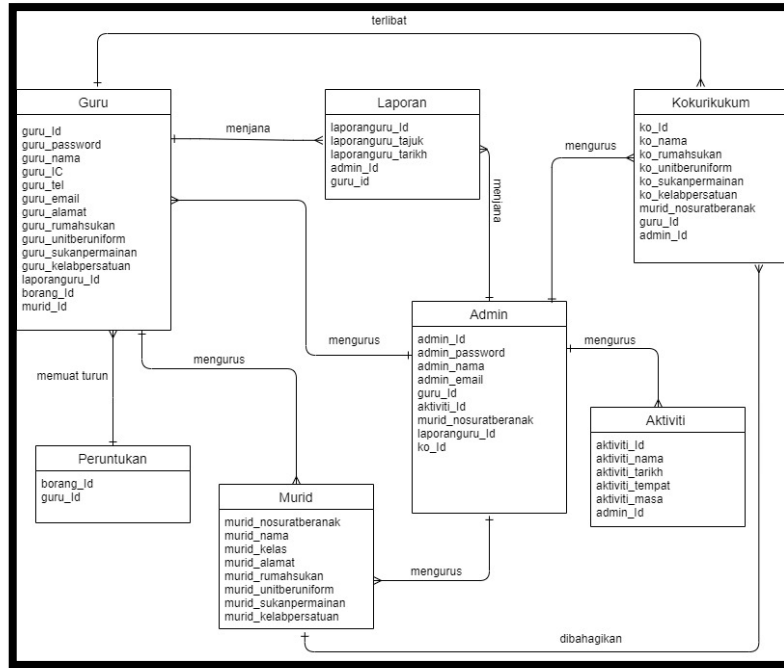 terlibat
Guru
guru_Id
guru_password
guru_nama
guru_IC
guru_tel
guru_email
guru_alamat
guru_rumahsukan
guru_unitberuniform
guru_sukanpermainan
guru_kelabpersatuan
laporanguru_Id
borang_Id
murid_Id
menjana
Laporan
laporanguru_Id
laporanguru_tajuk
laporanguru_tarikh
admin_Id
guru_id
menjana
mengurus
Kokurikukum
ko_Id
ko_nama
ko_rumahsukan
ko_unitberuniform
ko_sukanpermainan
ko_kelabpersatuan
murid_nosuratberanak
guru_Id
admin_Id
mengurus
Admin
admin_Id
admin_password
admin_nama
admin_email
guru_Id
aktiviti_Id
murid_nosuratberanak
laporanguru_Id
ko_Id
mengurus
Aktiviti
aktiviti_Id
aktiviti_nama
aktiviti_tarikh
aktiviti_tempat
aktiviti_masa
admin_Id
memuat turun
mengurus
Peruntukan
borang_Id
guru_Id
Murid
murid_nosuratberanak
murid_nama
murid_kelas
murid_alamat
murid_rumahsukan
murid_unitberuniform
murid_sukanpermainan
murid_kelabpersatuan
mengurus
dibahagikan